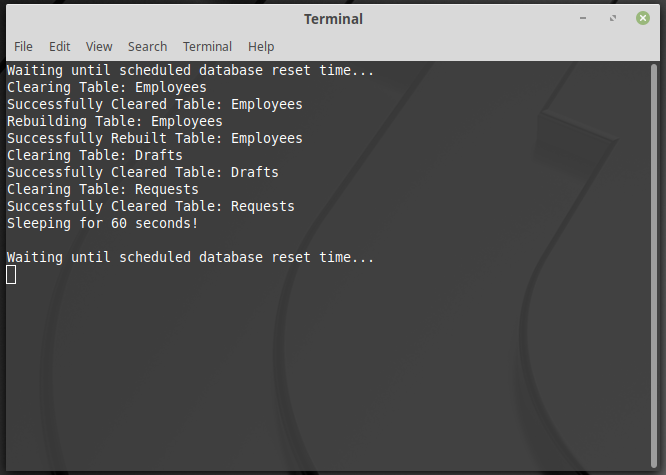 Terminal
File Edit View Search Terminal Help
Waiting until scheduled database reset time...
Clearing Table: Employees
Successfully Cleared Table: Employees
Rebuilding Table: Employees
Successfully Rebuilt Table: Employees
Clearing Table: Drafts
Successfully Cleared Table: Drafts
Clearing Table: Requests
Successfully Cleared Table: Requests
Sleeping for 60 seconds!
Waiting until scheduled database reset time...